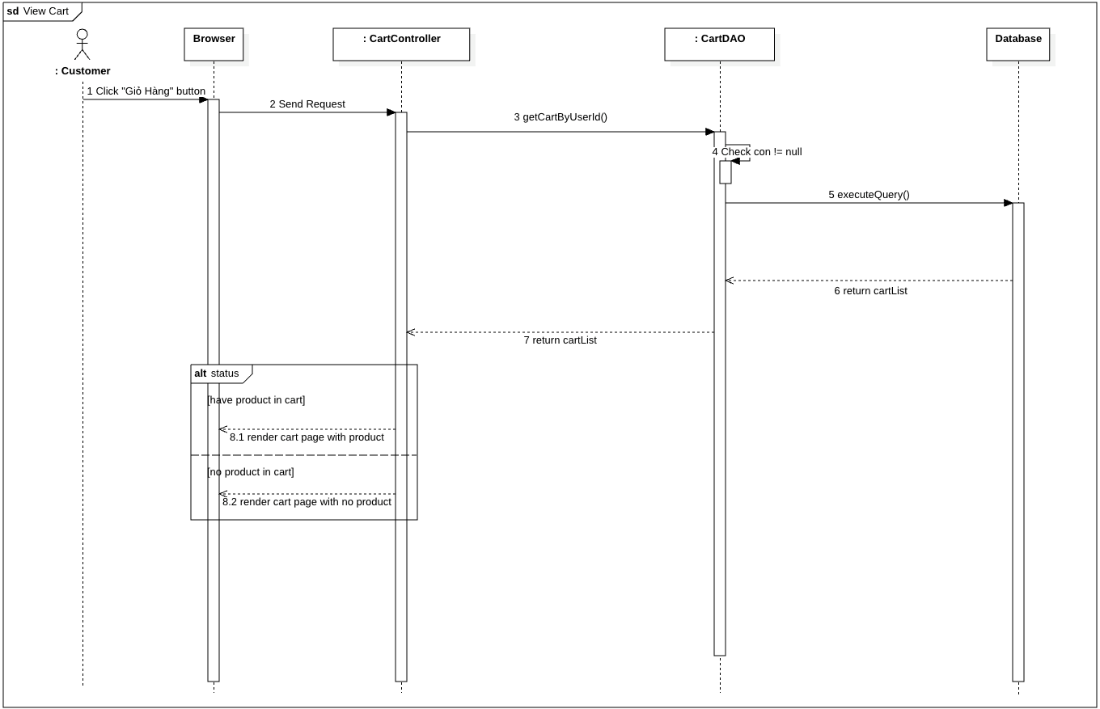 sd View Cart
: Customer
Browser
: CartController
: CartDAO
Database
1 Click "Giỏ Hàng" button
2 Send Request
3 getCartByUserId()
4 Check con != null
5 executeQuery()
6 return cartList
7 return cartList
alt status
[have product in cart]
8.1 render cart page with product
[no product in cart]
8.2 render cart page with no product